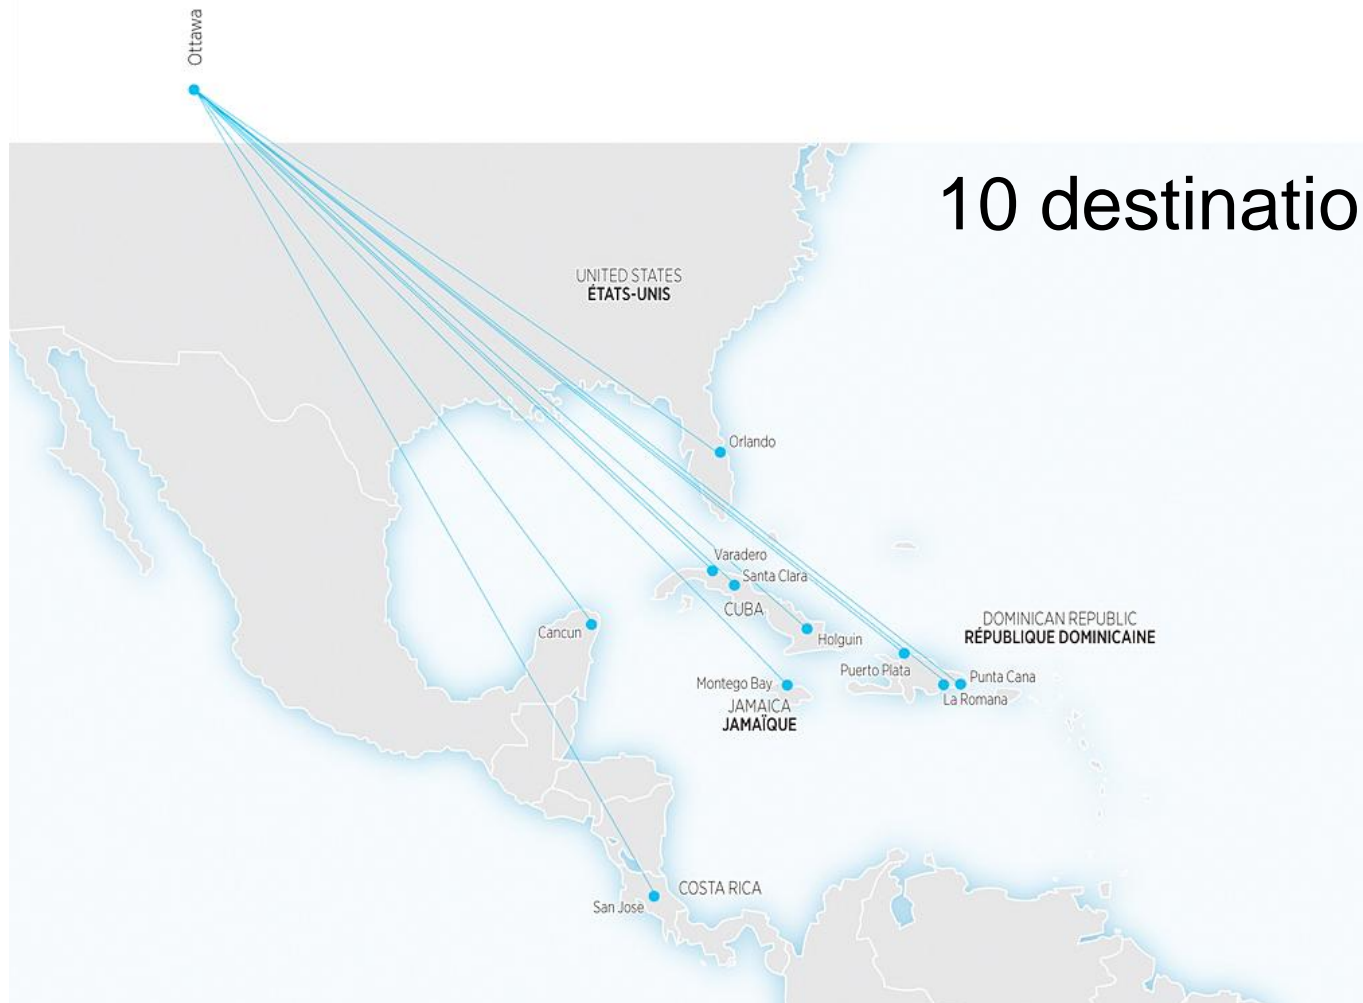 Ottawa
10 destinatio
UNITED STATES
ÉTATS-UNIS
Orlando
Varadero
Santa Clara
CUBA
Cancun
Holguin
DOMINICAN REPUBLIC
RÉPUBLIQUE DOMINICAINE
Puerto Plata
Punta Cana
Montego Bay
La Romana
JAMAICA
JAMAÏQUE
COSTA RICA
San José